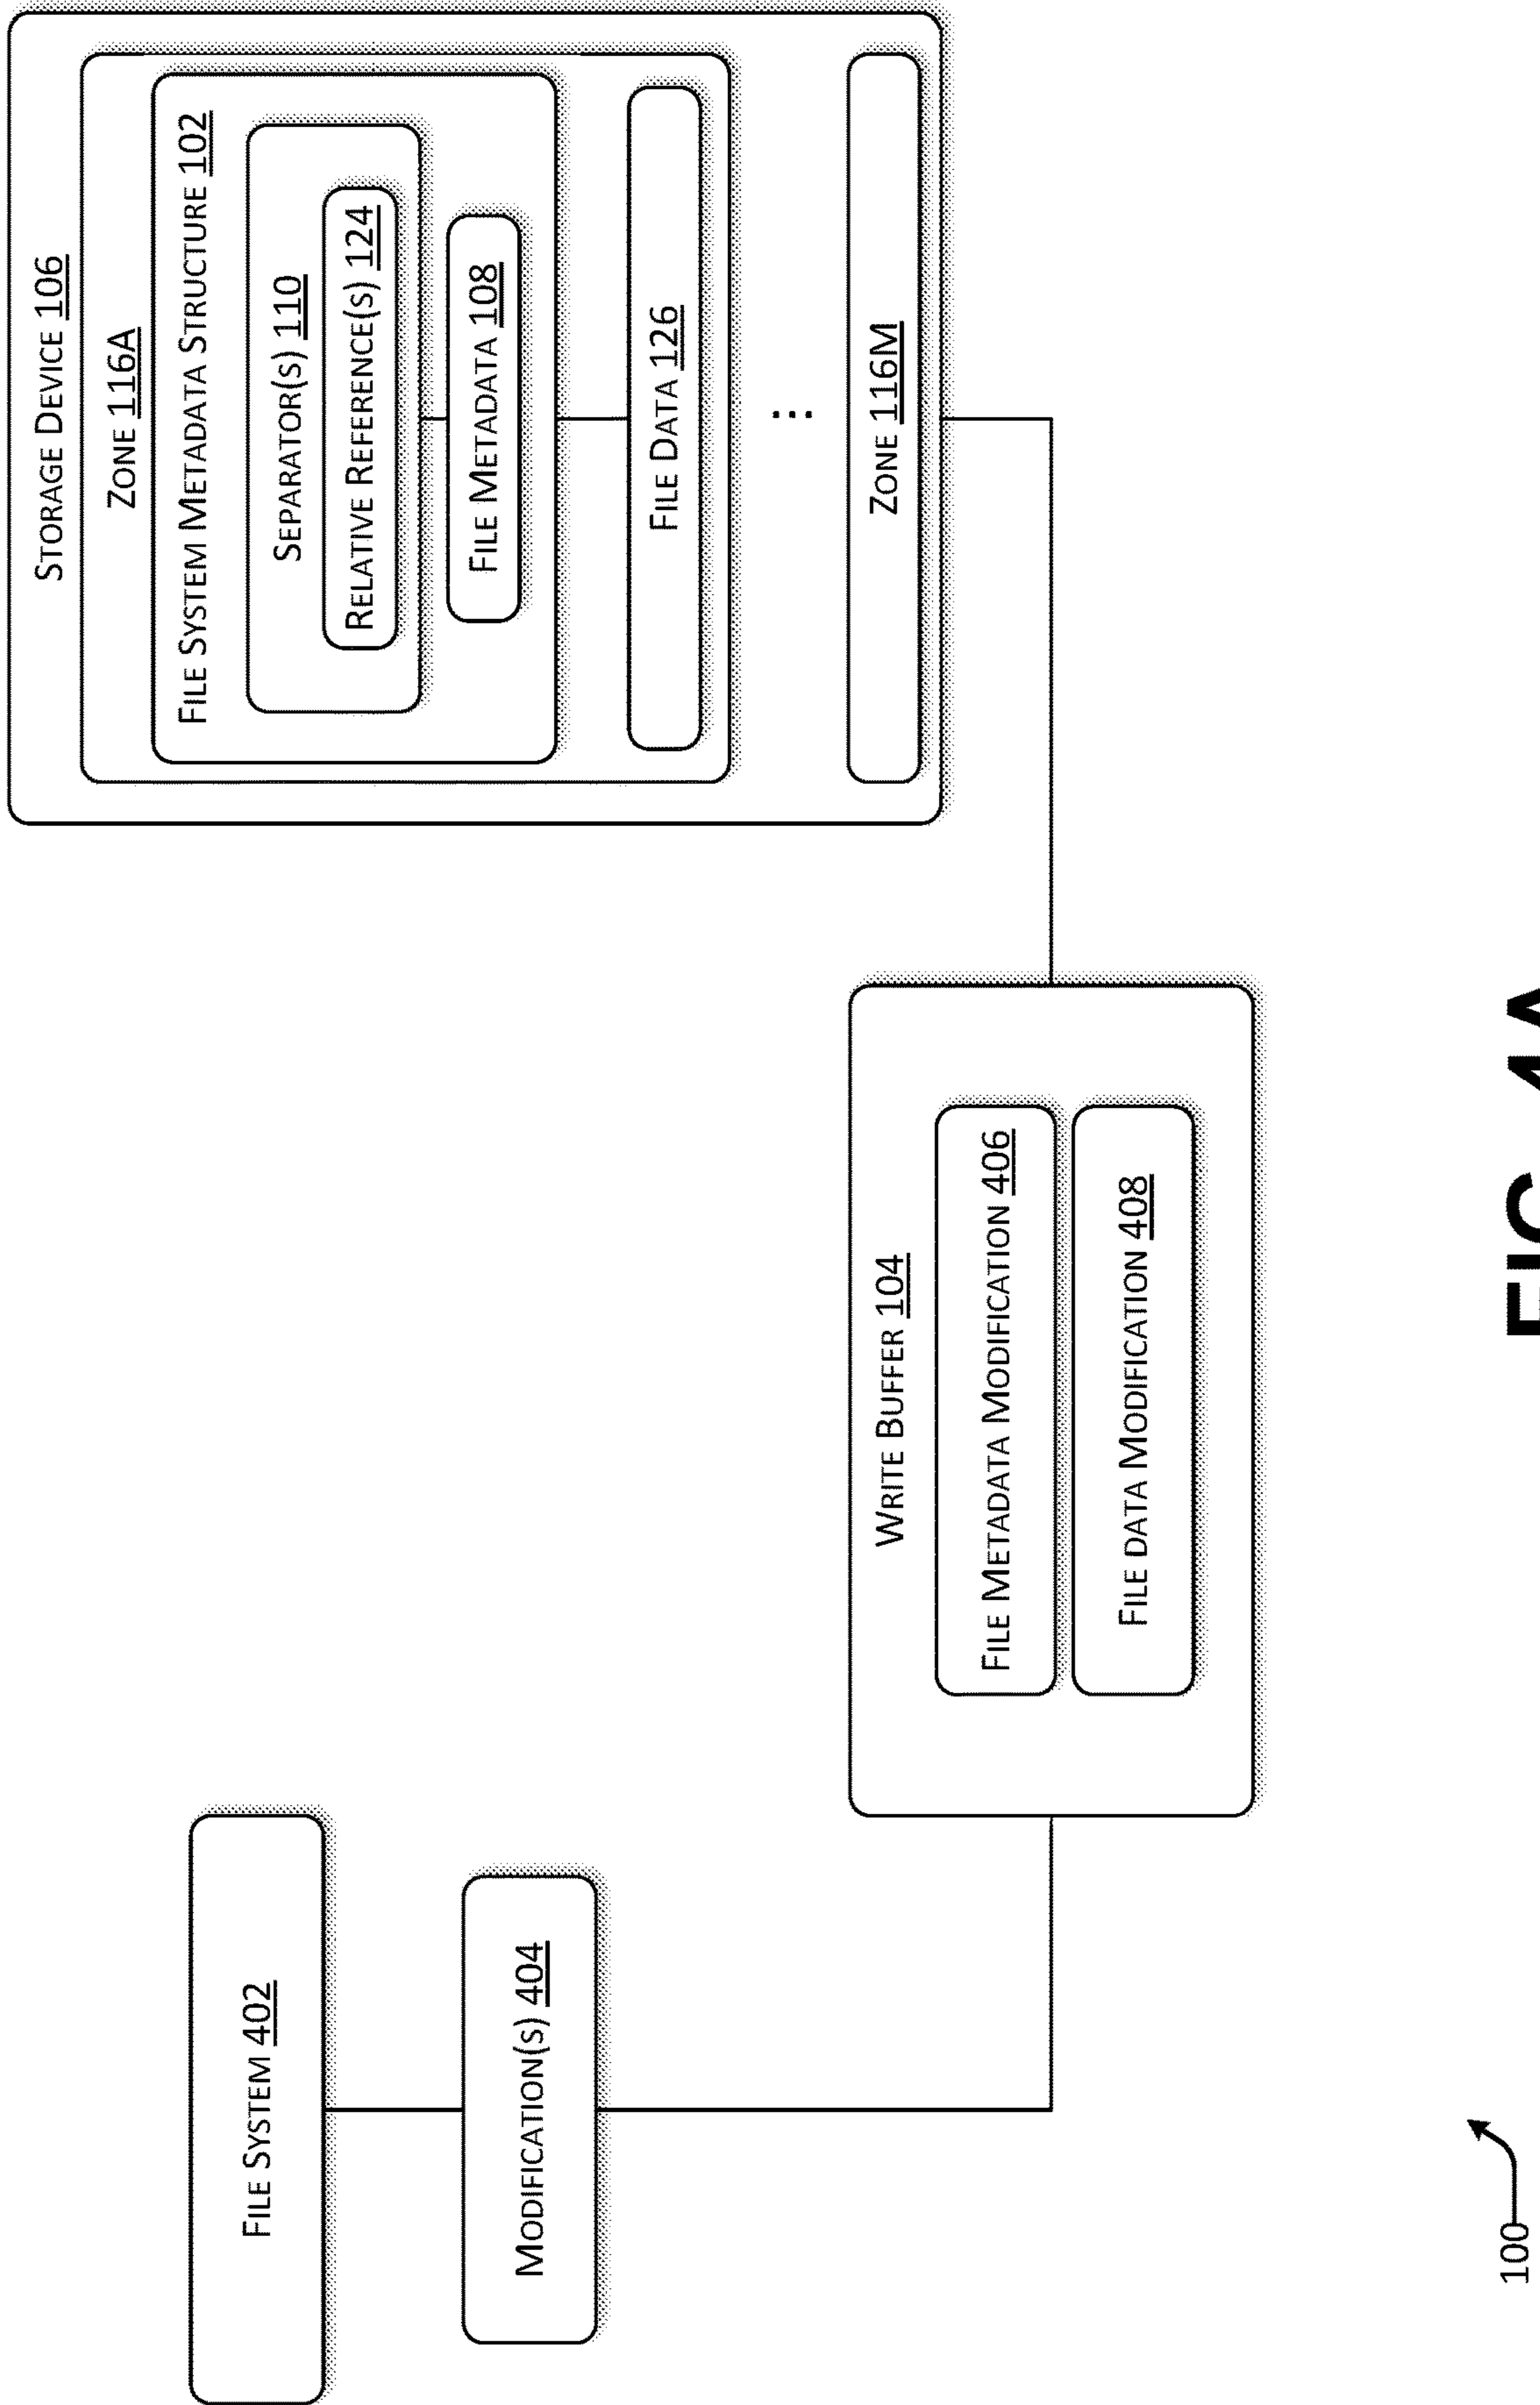 FILE SYSTEM 402
MODIFICATION(S) 404
WRITE BUFFER 104
FILE METADATA MODIFICATION 406
FILE DATA MODIFICATION 408
STORAGE DEVICE 106
ZONE 116A
FILE SYSTEM METADATA STRUCTURE 102
SEPARATOR(S) 110
RELATIVE REFERENCE(S) 124
FILE METADATA 108
FILE DATA 126
...
ZONE 116M
100
FIG. 4A